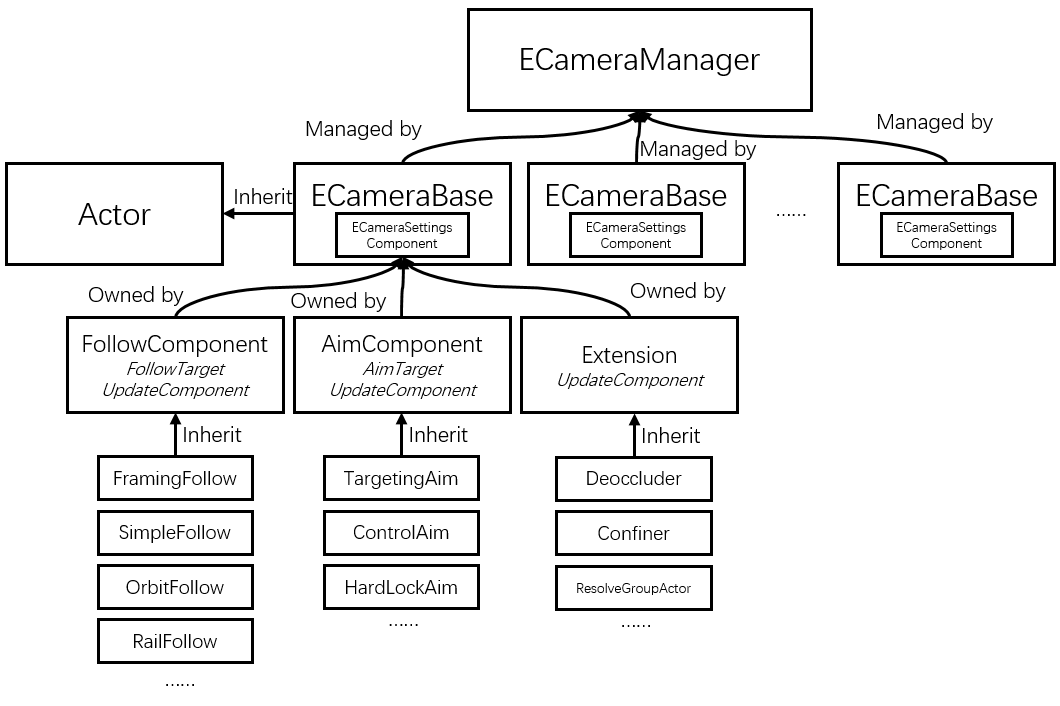 ECameraManager
Managed by
Managed by
Managed by
Actor
Inherit
ECameraBase
ECameraSettings
Component
ECameraBase
ECameraSettings
Component
......
ECameraBase
ECameraSettings
Component
Owned by
Owned by
Owned by
FollowComponent
FollowTarget
UpdateComponent
AimComponent
AimTarget
UpdateComponent
Extension
UpdateComponent
Inherit
Inherit
Inherit
FramingFollow
SimpleFollow
OrbitFollow
RailFollow
......
TargetingAim
ControlAim
HardLockAim
......
Deoccluder
Confiner
ResolveGroupActor
......